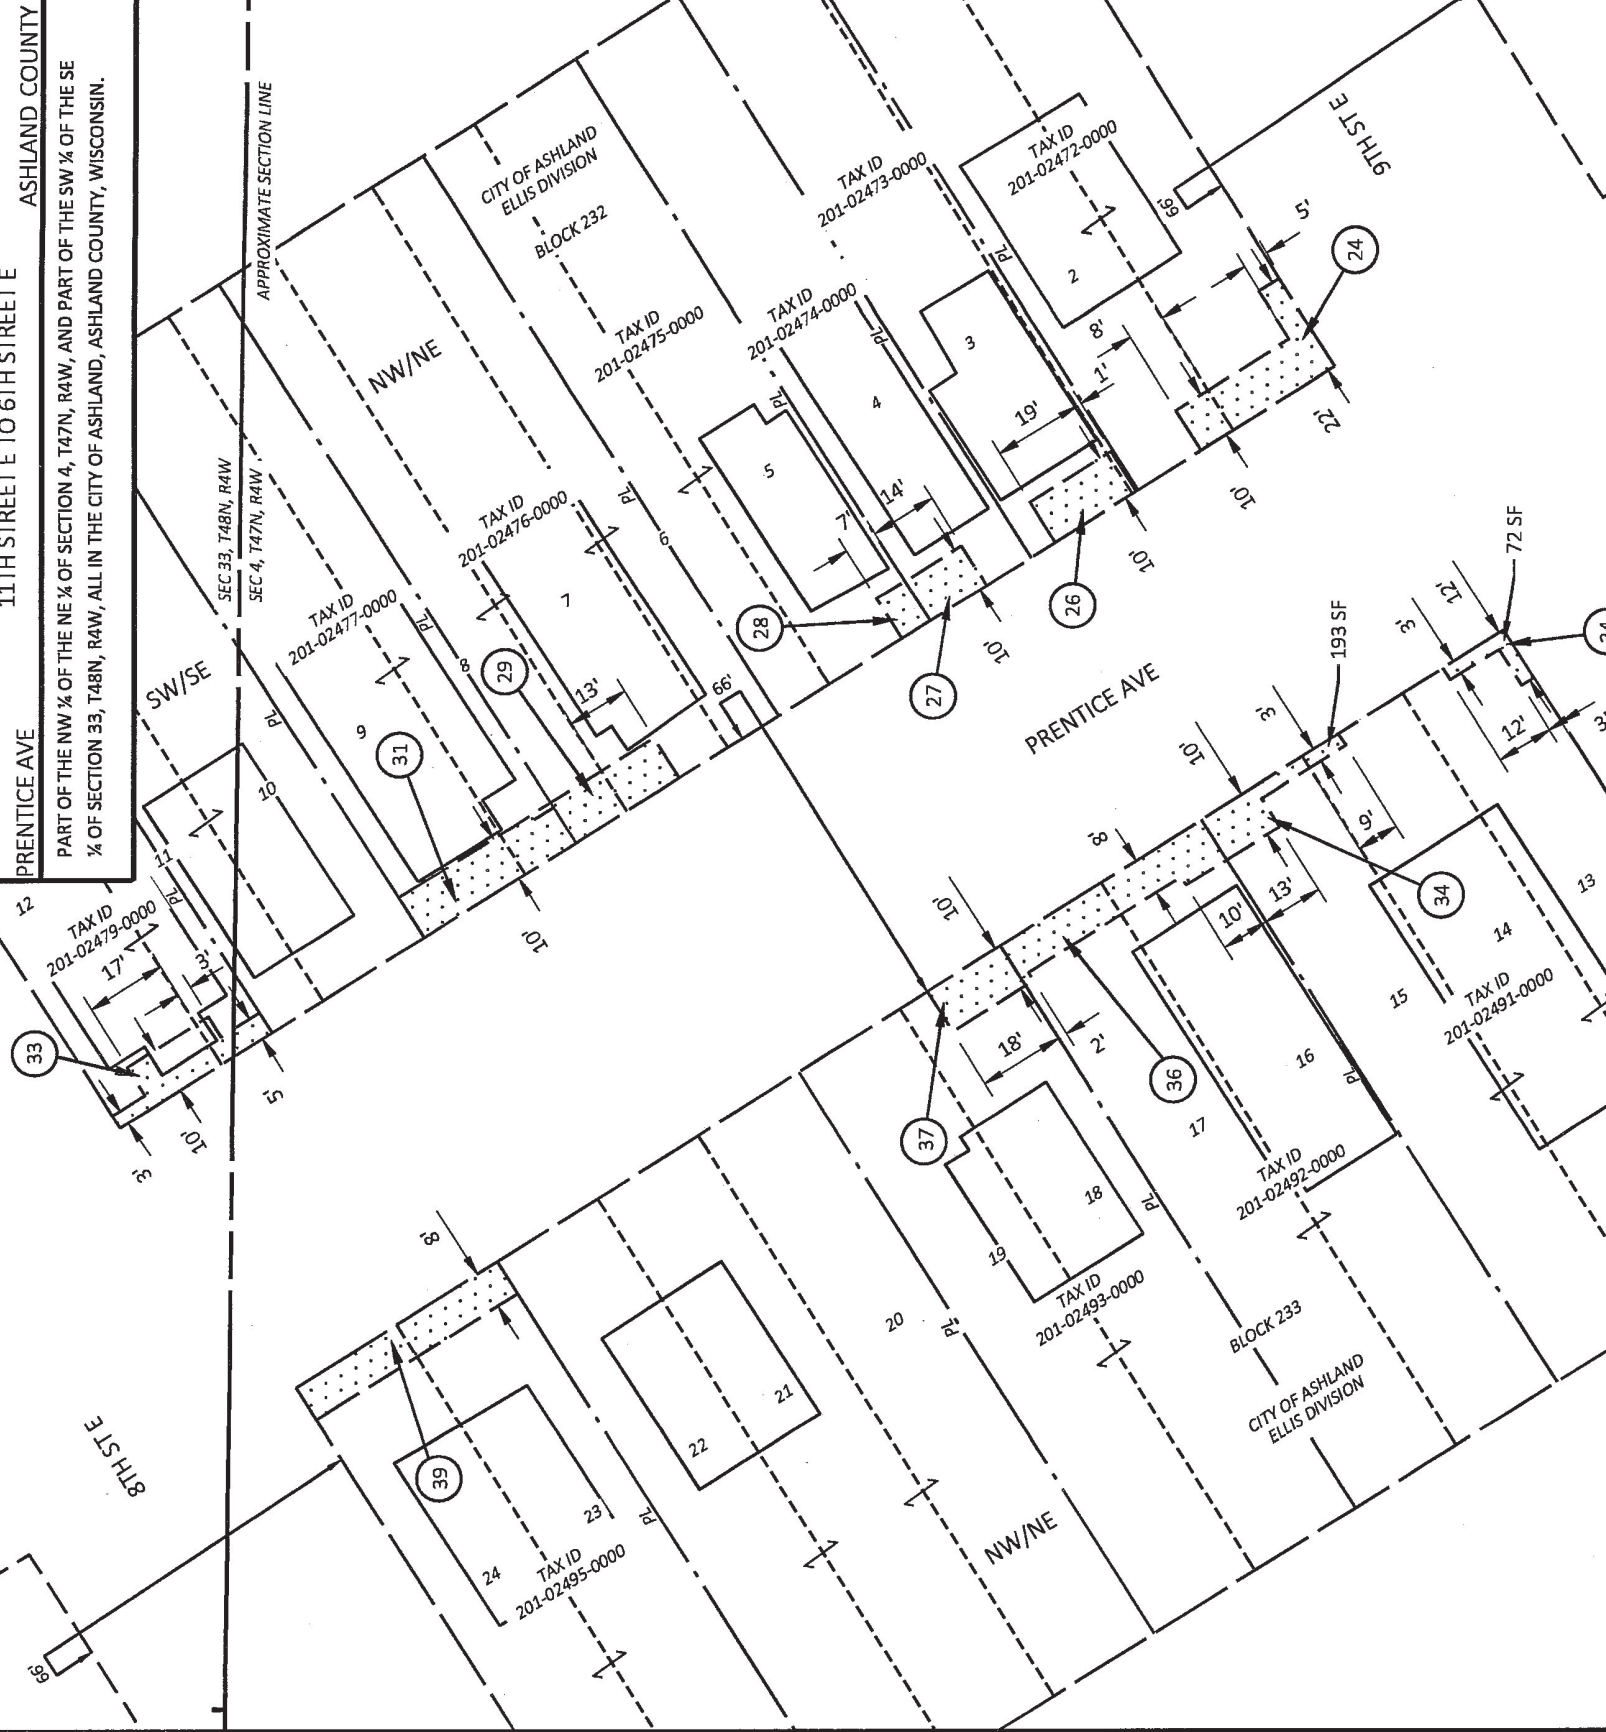 PRENTICE AVE
11TH STREET E TO 6TH STREET E
ASHLAND COUNTY
PART OF THE NW ¼ OF THE NE ¼ OF SECTION 4, T47N, R4W, AND PART OF THE SW ¼ OF THE SE
¼ OF SECTION 33, T48N, R4W, ALL IN THE CITY OF ASHLAND, ASHLAND COUNTY, WISCONSIN.
APPROXIMATE SECTION LINE
SEC 33, T48N, R4W
SEC 4, T47N, R4W
SW/SE
NW/NE
CITY OF ASHLAND
ELLIS DIVISION
BLOCK 232
12
TAX ID
201-02479-0000
11
PL
17'
3'
33
3'
10'
5'
10
PL
9
TAX ID
201-02477-0000
31
10'
PL
8
29
TAX ID
201-02476-0000
7
13'
66'
PL
6
TAX ID
201-02475-0000
5
PL
7'
28
TAX ID
201-02474-0000
4
14'
27
10'
PL
TAX ID
201-02473-0000
3
19'
1'
26
10'
PL
TAX ID
201-02472-0000
2
8'
66'
5'
24
22'
10'
9TH ST E
PRENTICE AVE
8TH ST E
66'
8'
39
24
23
TAX ID
201-02495-0000
PL
22
21
20
PL
NW/NE
19
18
TAX ID
201-02493-0000
PL
18'
2'
37
10'
36
8'
17
16
TAX ID
201-02492-0000
PL
10'
13'
34
10'
3'
193 SF
9'
15
14
13
TAX ID
201-02491-0000
3'
12'
72 SF
12'
3'
BLOCK 233
CITY OF ASHLAND
ELLIS DIVISION